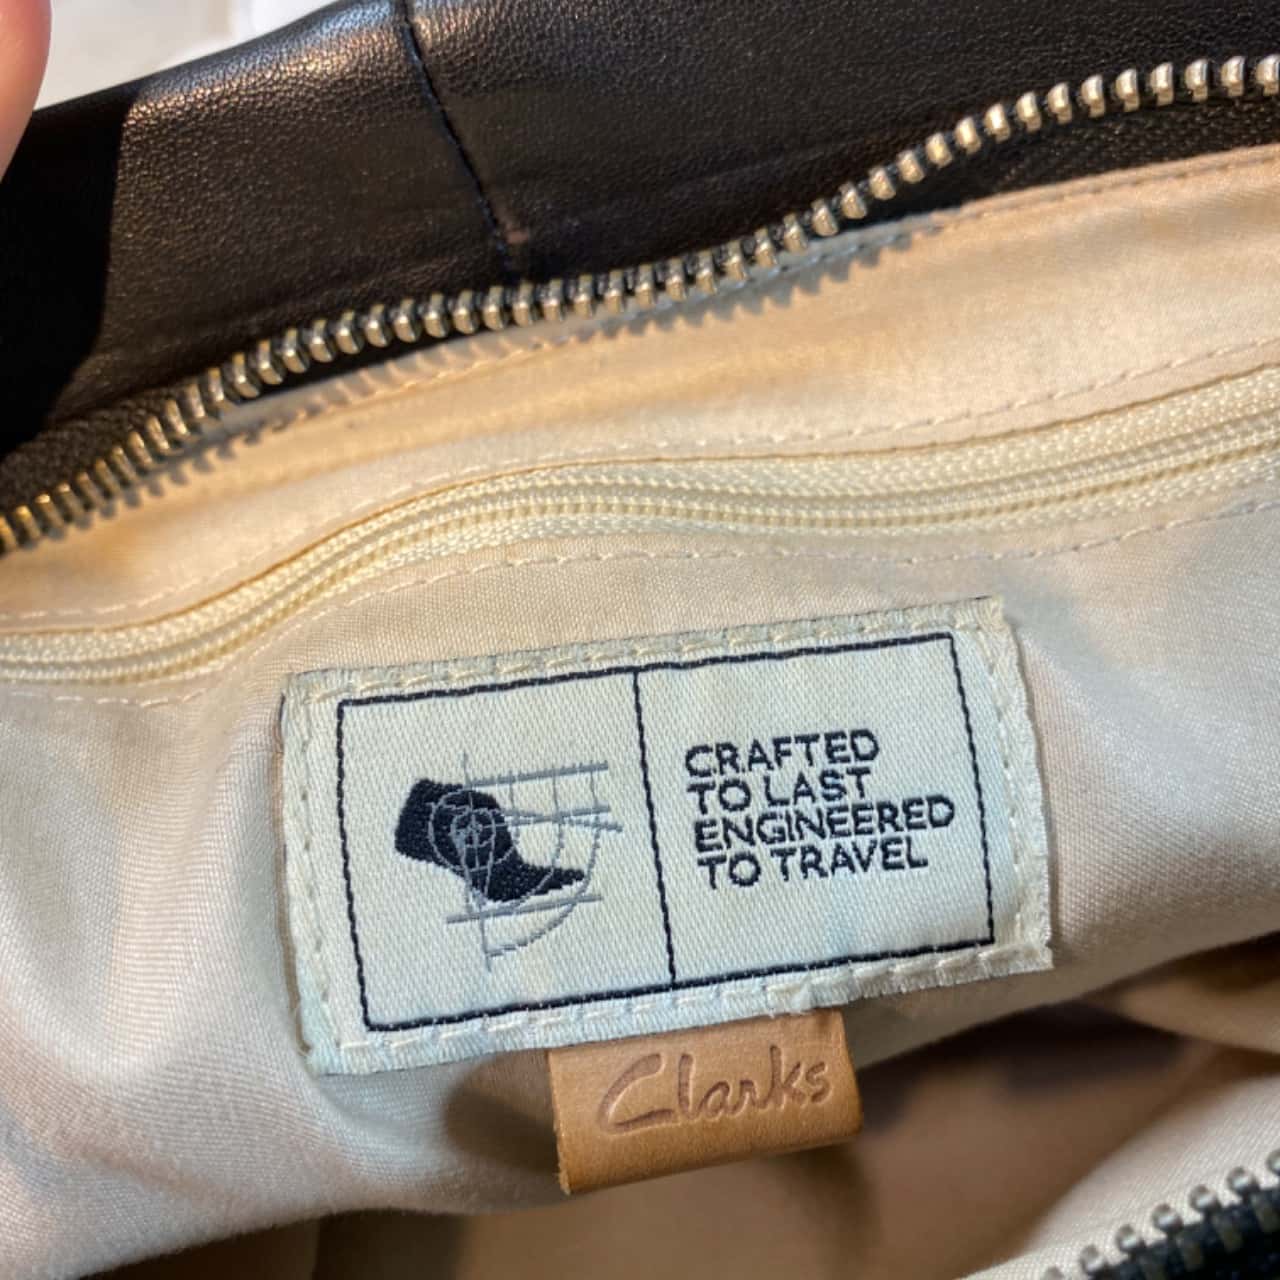 CRAFTED
TO LAST
ENGINEERED
TO TRAVEL
Clarks